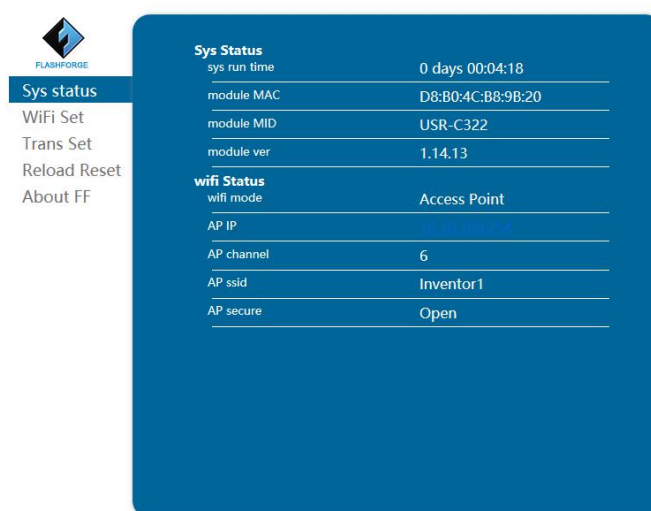 FLASHFORGE
Sys status
WiFi Set
Trans Set
Reload Reset
About FF
Sys Status
sys run time 0 days 00:04:18
module MAC D8:B0:4C:B8:9B:20
module MID USR-C322
module ver 1.14.13
wifi Status
wifi mode Access Point
AP IP
AP channel 6
AP ssid Inventor1
AP secure Open